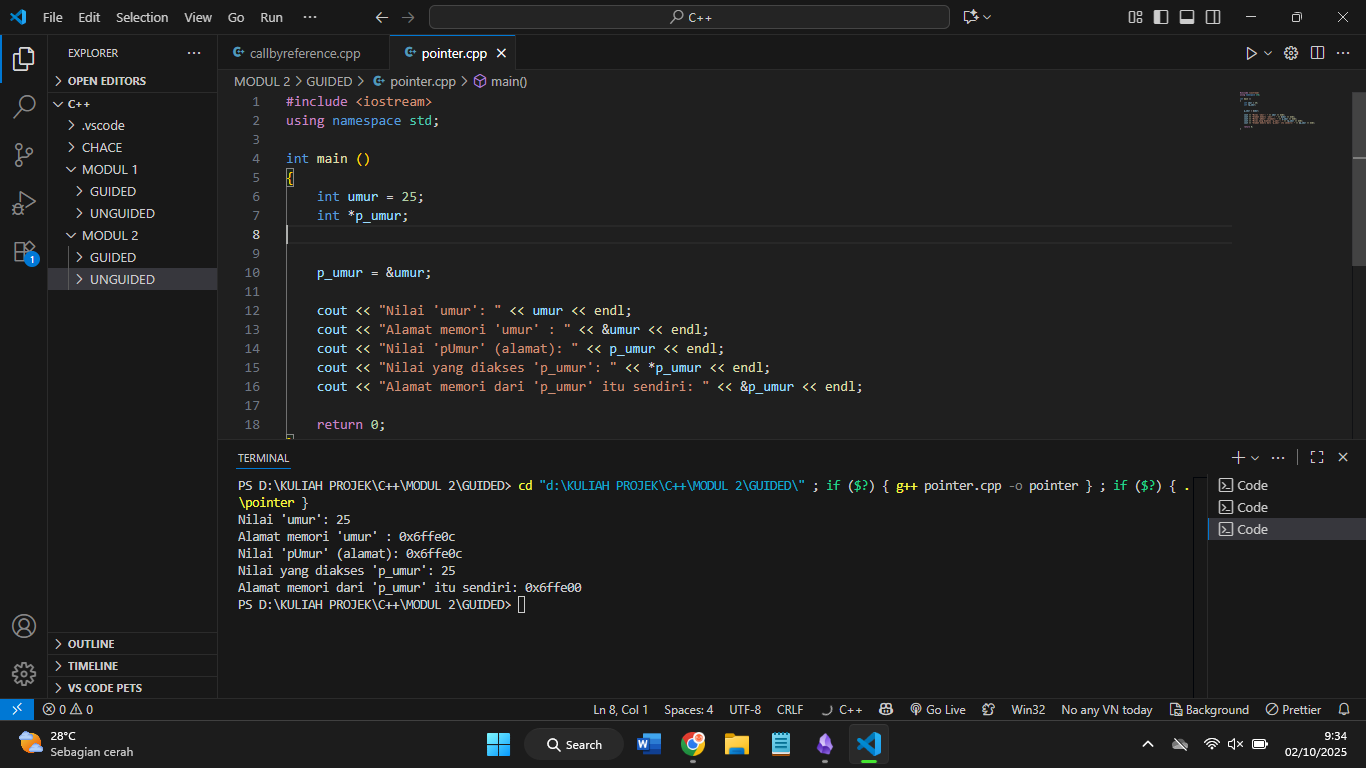 File Edit Selection View Go Run ··· C++
EXPLORER ···
OPEN EDITORS
C++
.vscode
CHACE
MODUL 1
GUIDED
UNGUIDED
MODUL 2
GUIDED
UNGUIDED
OUTLINE
TIMELINE
VS CODE PETS
1
callbyreference.cpp pointer.cpp
MODUL 2 > GUIDED > pointer.cpp > main()
1 #include <iostream>
2 using namespace std;
3
4 int main ()
5 {
6 int umur = 25;
7 int *p_umur;
8
9
10 p_umur = &umur;
11
12 cout << "Nilai 'umur': " << umur << endl;
13 cout << "Alamat memori 'umur' : " << &umur << endl;
14 cout << "Nilai 'pUmur' (alamat): " << p_umur << endl;
15 cout << "Nilai yang diakses 'p_umur': " << *p_umur << endl;
16 cout << "Alamat memori dari 'p_umur' itu sendiri: " << &p_umur << endl;
17
18 return 0;
TERMINAL
PS D:\KULIAH PROJEK\C++\MODUL 2\GUIDED> cd "d:\KULIAH PROJEK\C++\MODUL 2\GUIDED\" ; if ($?) { g++ pointer.cpp -o pointer } ; if ($?) { .
\pointer }
Nilai 'umur': 25
Alamat memori 'umur' : 0x6ffe0c
Nilai 'pUmur' (alamat): 0x6ffe0c
Nilai yang diakses 'p_umur': 25
Alamat memori dari 'p_umur' itu sendiri: 0x6ffe00
PS D:\KULIAH PROJEK\C++\MODUL 2\GUIDED>
Code
Code
Code
0 0 Ln 8, Col 1 Spaces: 4 UTF-8 CRLF C++ Go Live Win32 No any VN today Background Prettier
28°C
Sebagian cerah
Search
9:34
02/10/2025